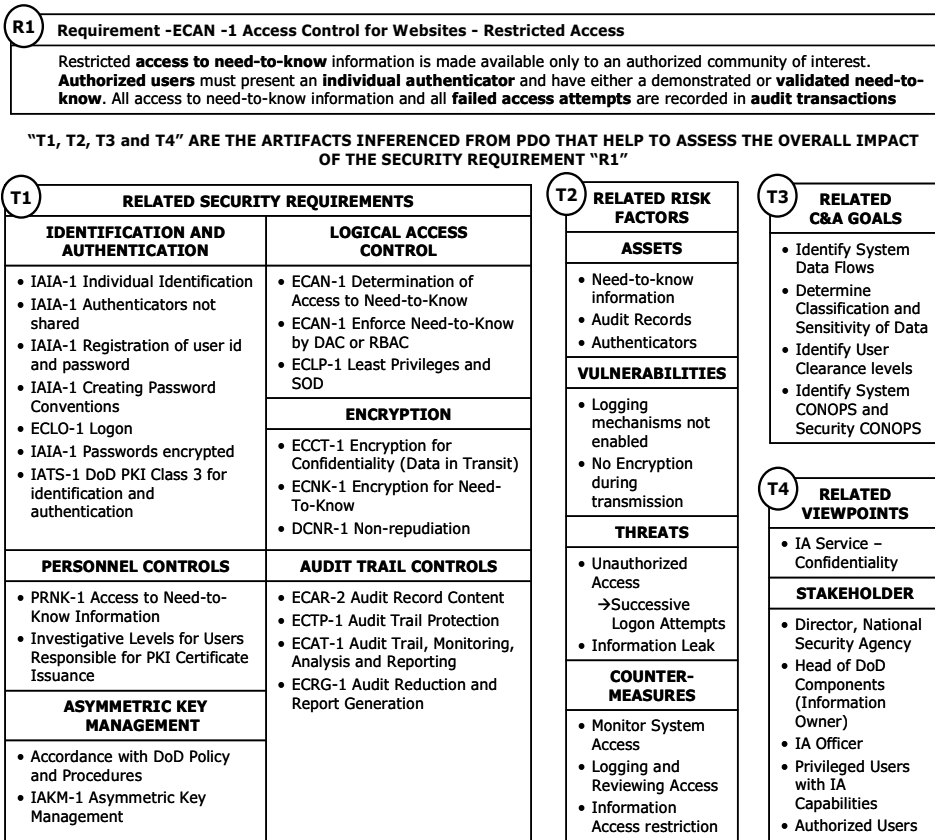 R1
Requirement -ECAN -1 Access Control for Websites - Restricted Access
Restricted access to need-to-know information is made available only to an authorized community of interest.
Authorized users must present an individual authenticator and have either a demonstrated or validated need-to-
know. All access to need-to-know information and all failed access attempts are recorded in audit transactions
“T1, T2, T3 and T4” ARE THE ARTIFACTS INFERENCED FROM PDO THAT HELP TO ASSESS THE OVERALL IMPACT
OF THE SECURITY REQUIREMENT “R1”
T1
RELATED SECURITY REQUIREMENTS
IDENTIFICATION AND
AUTHENTICATION
• IAIA-1 Individual Identification
• IAIA-1 Authenticators not
shared
• IAIA-1 Registration of user id
and password
• IAIA-1 Creating Password
Conventions
• ECLO-1 Logon
• IAIA-1 Passwords encrypted
• IATS-1 DoD PKI Class 3 for
identification and
authentication
LOGICAL ACCESS
CONTROL
• ECAN-1 Determination of
Access to Need-to-Know
• ECAN-1 Enforce Need-to-Know
by DAC or RBAC
• ECLP-1 Least Privileges and
SOD
ENCRYPTION
• ECCT-1 Encryption for
Confidentiality (Data in Transit)
• ECNK-1 Encryption for Need-
To-Know
• DCNR-1 Non-repudiation
PERSONNEL CONTROLS
• PRNK-1 Access to Need-to-
Know Information
• Investigative Levels for Users
Responsible for PKI Certificate
Issuance
ASYMMETRIC KEY
MANAGEMENT
• Accordance with DoD Policy
and Procedures
• IAKM-1 Asymmetric Key
Management
AUDIT TRAIL CONTROLS
• ECAR-2 Audit Record Content
• ECTP-1 Audit Trail Protection
• ECAT-1 Audit Trail, Monitoring,
Analysis and Reporting
• ECRG-1 Audit Reduction and
Report Generation
T2
RELATED RISK
FACTORS
ASSETS
• Need-to-know
information
• Audit Records
• Authenticators
VULNERABILITIES
• Logging
mechanisms not
enabled
• No Encryption
during
transmission
THREATS
• Unauthorized
Access
→Successive
Logon Attempts
• Information Leak
COUNTER-
MEASURES
• Monitor System
Access
• Logging and
Reviewing Access
• Information
Access restriction
T3
RELATED
C&A GOALS
• Identify System
Data Flows
• Determine
Classification and
Sensitivity of Data
• Identify User
Clearance levels
• Identify System
CONOPS and
Security CONOPS
T4
RELATED
VIEWPOINTS
• IA Service –
Confidentiality
STAKEHOLDER
• Director, National
Security Agency
• Head of DoD
Components
(Information
Owner)
• IA Officer
• Privileged Users
with IA
Capabilities
• Authorized Users